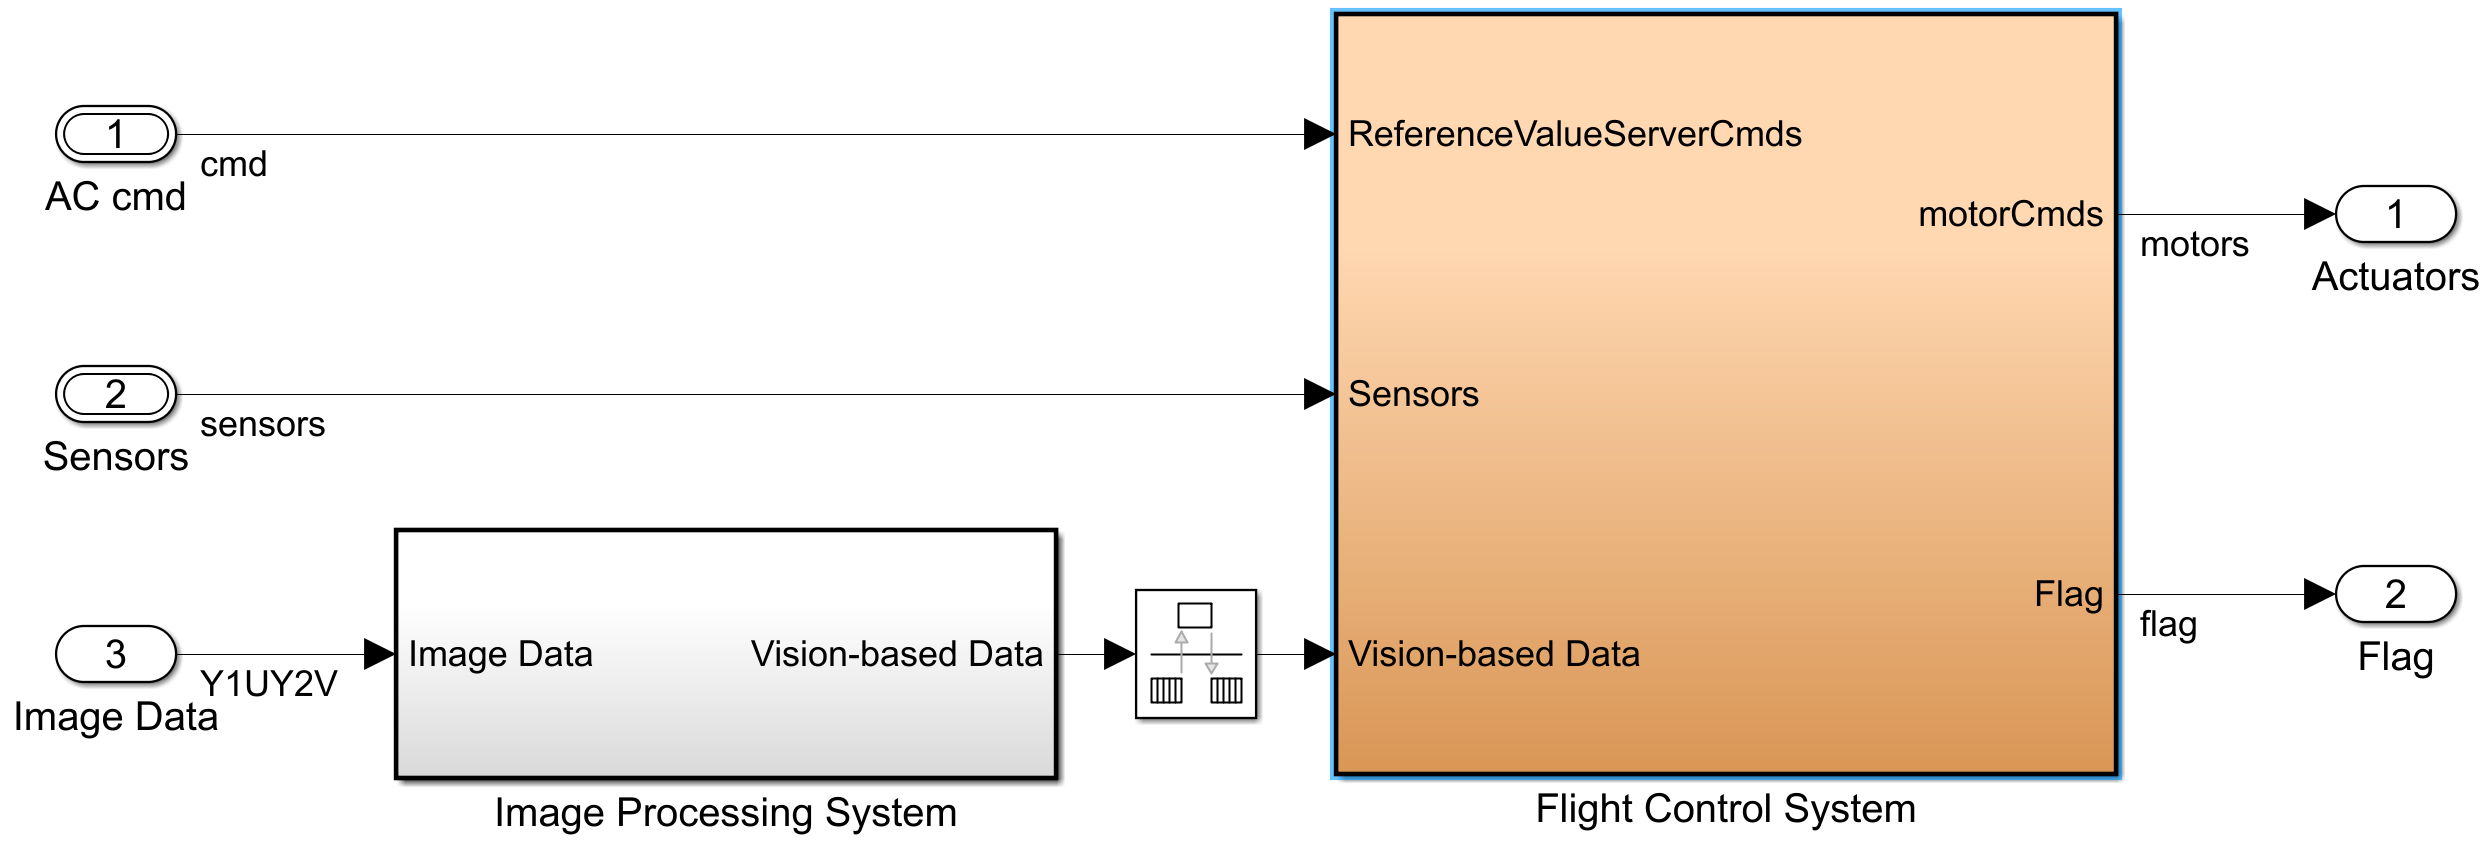 1
cmd
AC cmd
ReferenceValueServerCmds
motorCmds
motors
1
Actuators
2
sensors
Sensors
Sensors
3
Y1UY2V
Image Data
Image Data
Vision-based Data
Image Processing System
Vision-based Data
Flag
flag
2
Flag
Flight Control System